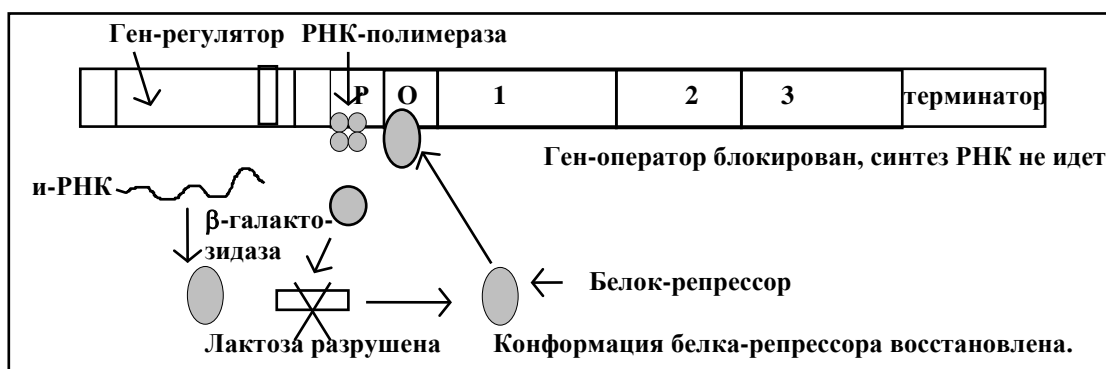 Ген-регулятор РНК-полимераза
P O 1 2 3 терминатор
Ген-оператор блокирован, синтез РНК не идет
и-РНК
β-галакто-
зидаза
Белок-репрессор
Лактоза разрушена Конформация белка-репрессора восстановлена.